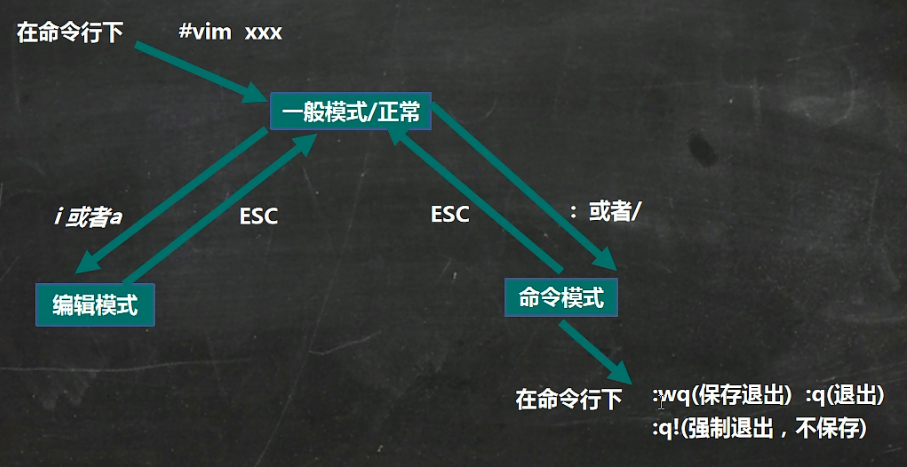 在命令行下 #vim xxx
一般模式/正常
i 或者a
ESC
ESC
: 或者/
编辑模式
命令模式
在命令行下
:wq(保存退出) :q(退出)
:q!(强制退出，不保存)